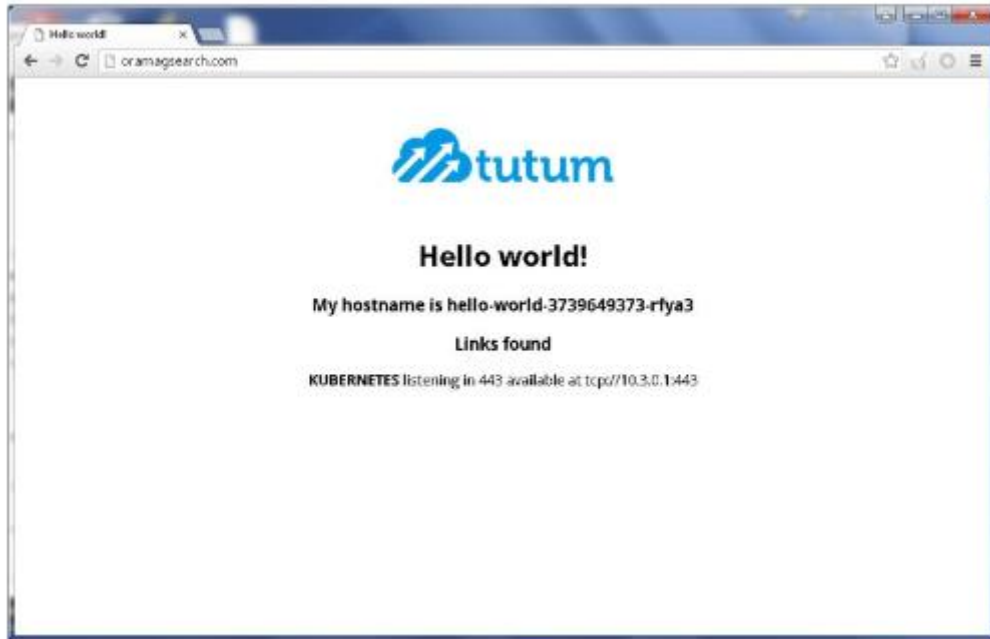 Hello world!
oramagsearch.com
tutum
Hello world!
My hostname is hello-world-3739649373-rfya3
Links found
KUBERNETES listening in 443 available at tcp://10.3.0.1:443